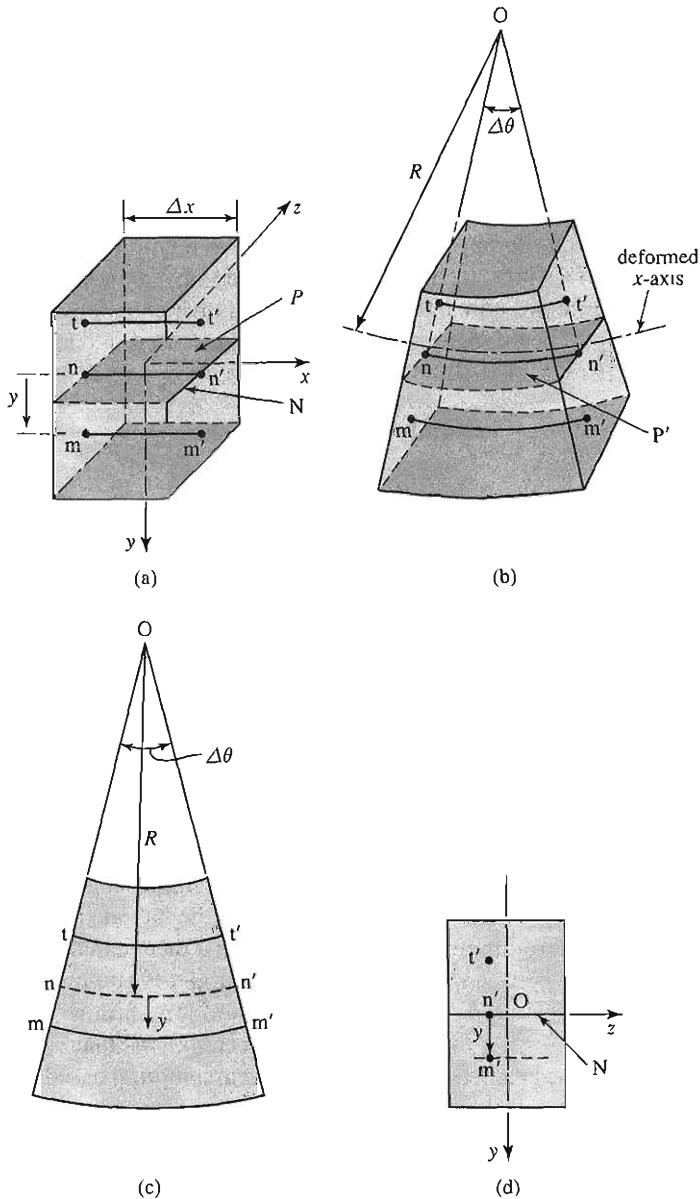 Δx
z
P
t
t'
n
n'
x
y
N
m
m'
y
(a)
O
Δθ
R
deformed
x-axis
t
t'
n
n'
m
m'
P'
(b)
O
Δθ
R
t
t'
n
n'
y
m
m'
(c)
t'
n'
O
z
y
m'
N
y
(d)